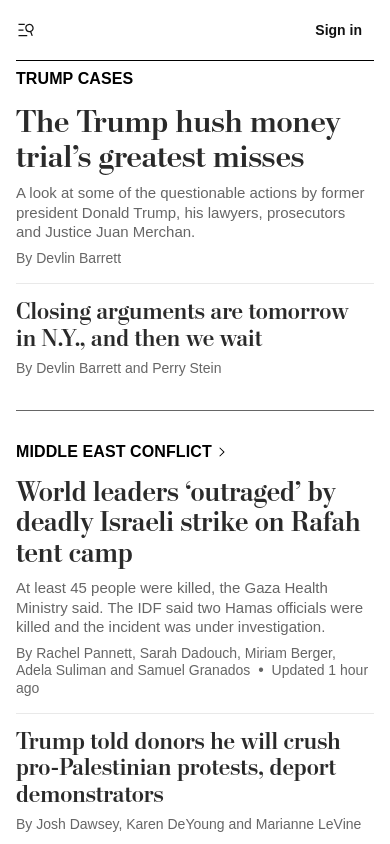 Sign in
TRUMP CASES
The Trump hush money
trial’s greatest misses
A look at some of the questionable actions by former
president Donald Trump, his lawyers, prosecutors
and Justice Juan Merchan.
By Devlin Barrett
Closing arguments are tomorrow
in N.Y., and then we wait
By Devlin Barrett and Perry Stein
MIDDLE EAST CONFLICT
World leaders ‘outraged’ by
deadly Israeli strike on Rafah
tent camp
At least 45 people were killed, the Gaza Health
Ministry said. The IDF said two Hamas officials were
killed and the incident was under investigation.
By Rachel Pannett, Sarah Dadouch, Miriam Berger,
Adela Suliman and Samuel Granados • Updated 1 hour
ago
Trump told donors he will crush
pro-Palestinian protests, deport
demonstrators
By Josh Dawsey, Karen DeYoung and Marianne LeVine